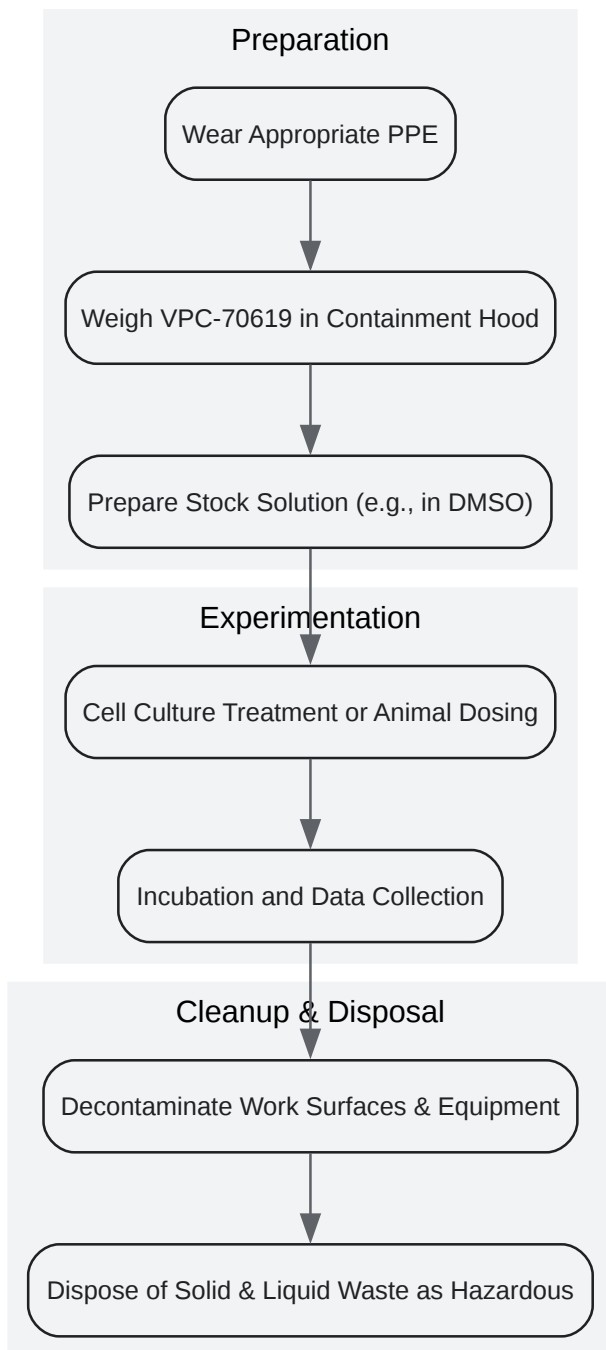 Preparation
Wear Appropriate PPE
Weigh VPC-70619 in Containment Hood
Prepare Stock Solution (e.g., in DMSO)
Experimentation
Cell Culture Treatment or Animal Dosing
Incubation and Data Collection
Cleanup & Disposal
Decontaminate Work Surfaces & Equipment
Dispose of Solid & Liquid Waste as Hazardous